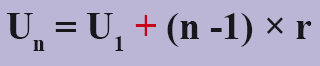 Uₙ = U₁ + (n -1) × r